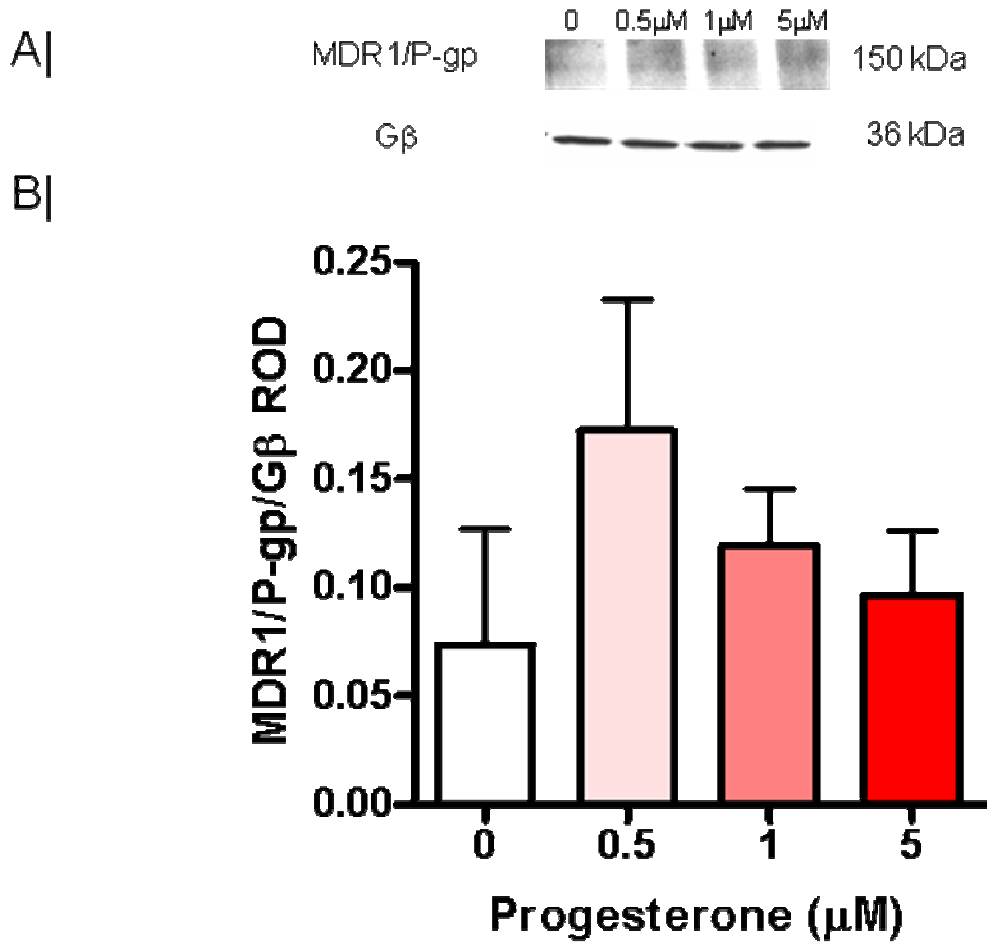 A|
0 0.5µM 1µM 5µM
MDR1/P-gp 150 kDa
Gβ 36 kDa
B|
MDR1/P-gp/Gβ ROD
0.25
0.20
0.15
0.10
0.05
0.00
0 0.5 1 5
Progesterone (µM)